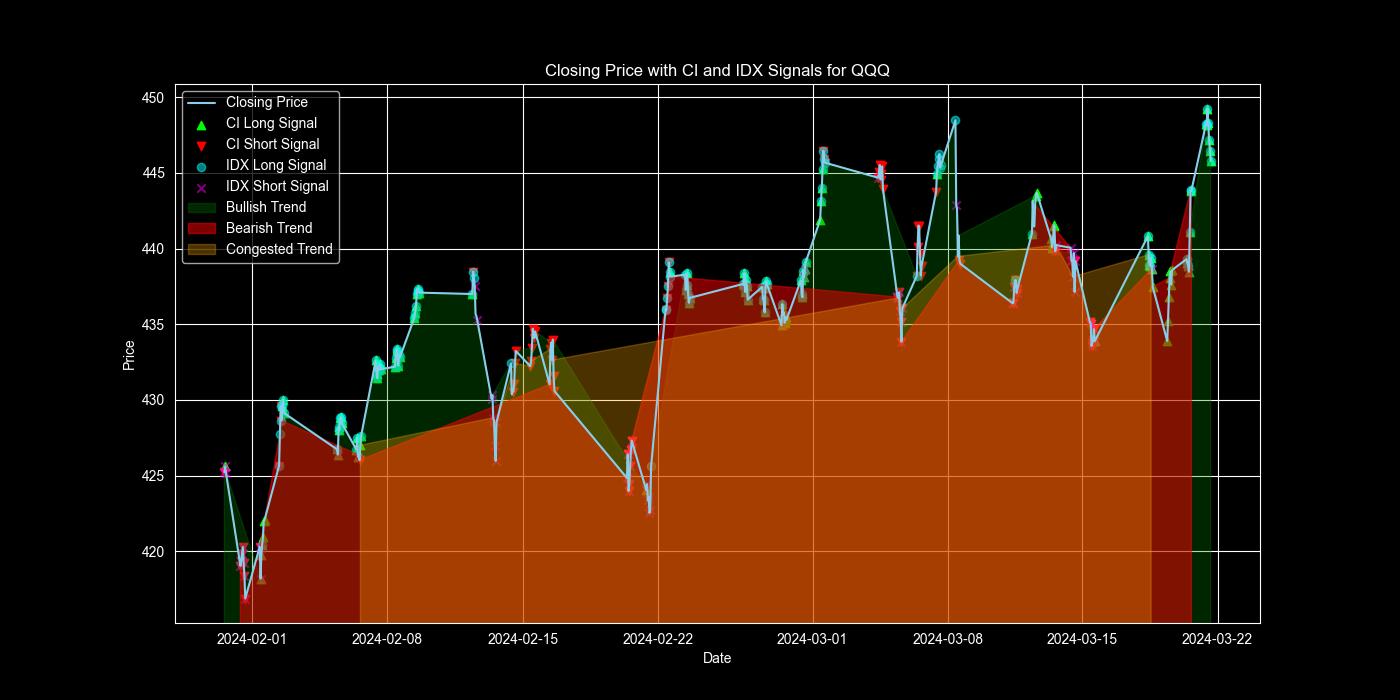 Closing Price with CI and IDX Signals for QQQ
Closing Price
CI Long Signal
CI Short Signal
IDX Long Signal
IDX Short Signal
Bullish Trend
Bearish Trend
Congested Trend
450
445
440
435
430
425
420
Price
2024-02-01
2024-02-08
2024-02-15
2024-02-22
2024-03-01
2024-03-08
2024-03-15
2024-03-22
Date